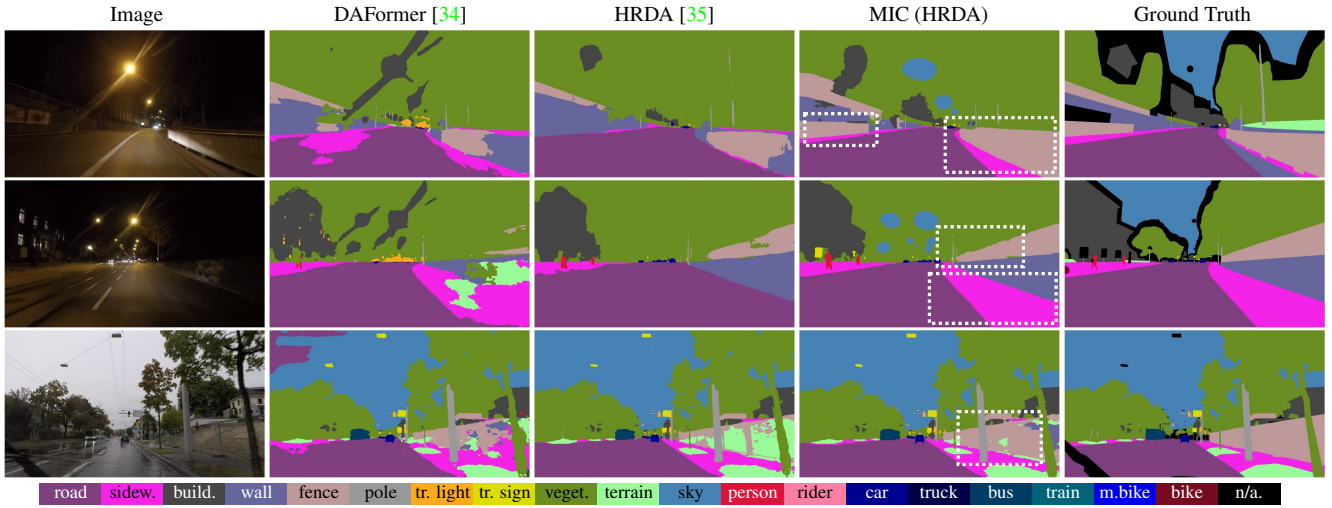 Image DAFormer [34] HRDA [35] MIC (HRDA) Ground Truth
road sidew. build. wall fence pole tr. light tr. sign veget. terrain sky person rider car truck bus train m.bike bike n/a.